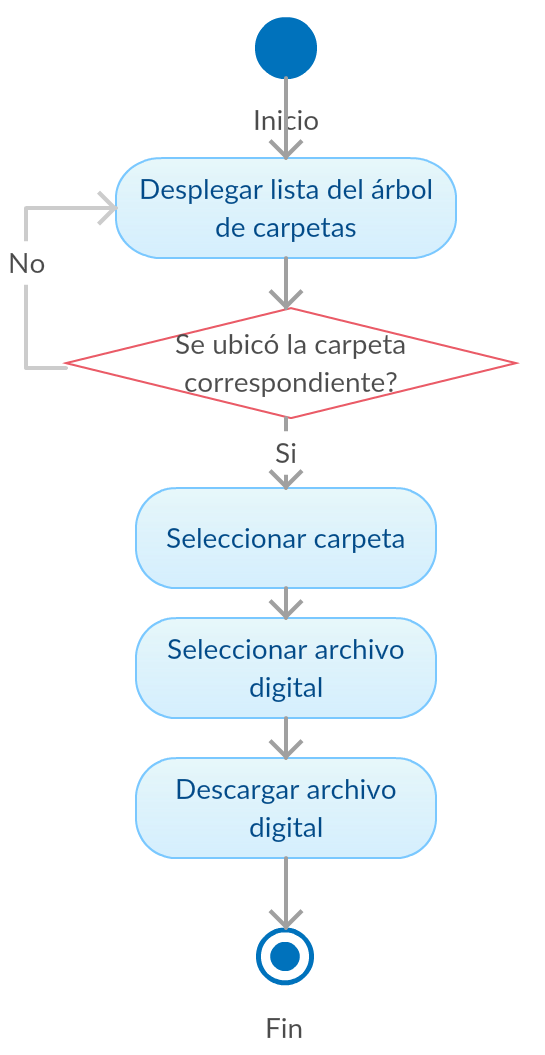 Inicio
Desplegar lista del árbol
de carpetas
No
Se ubicó la carpeta
correspondiente?
Si
Seleccionar carpeta
Seleccionar archivo
digital
Descargar archivo
digital
Fin